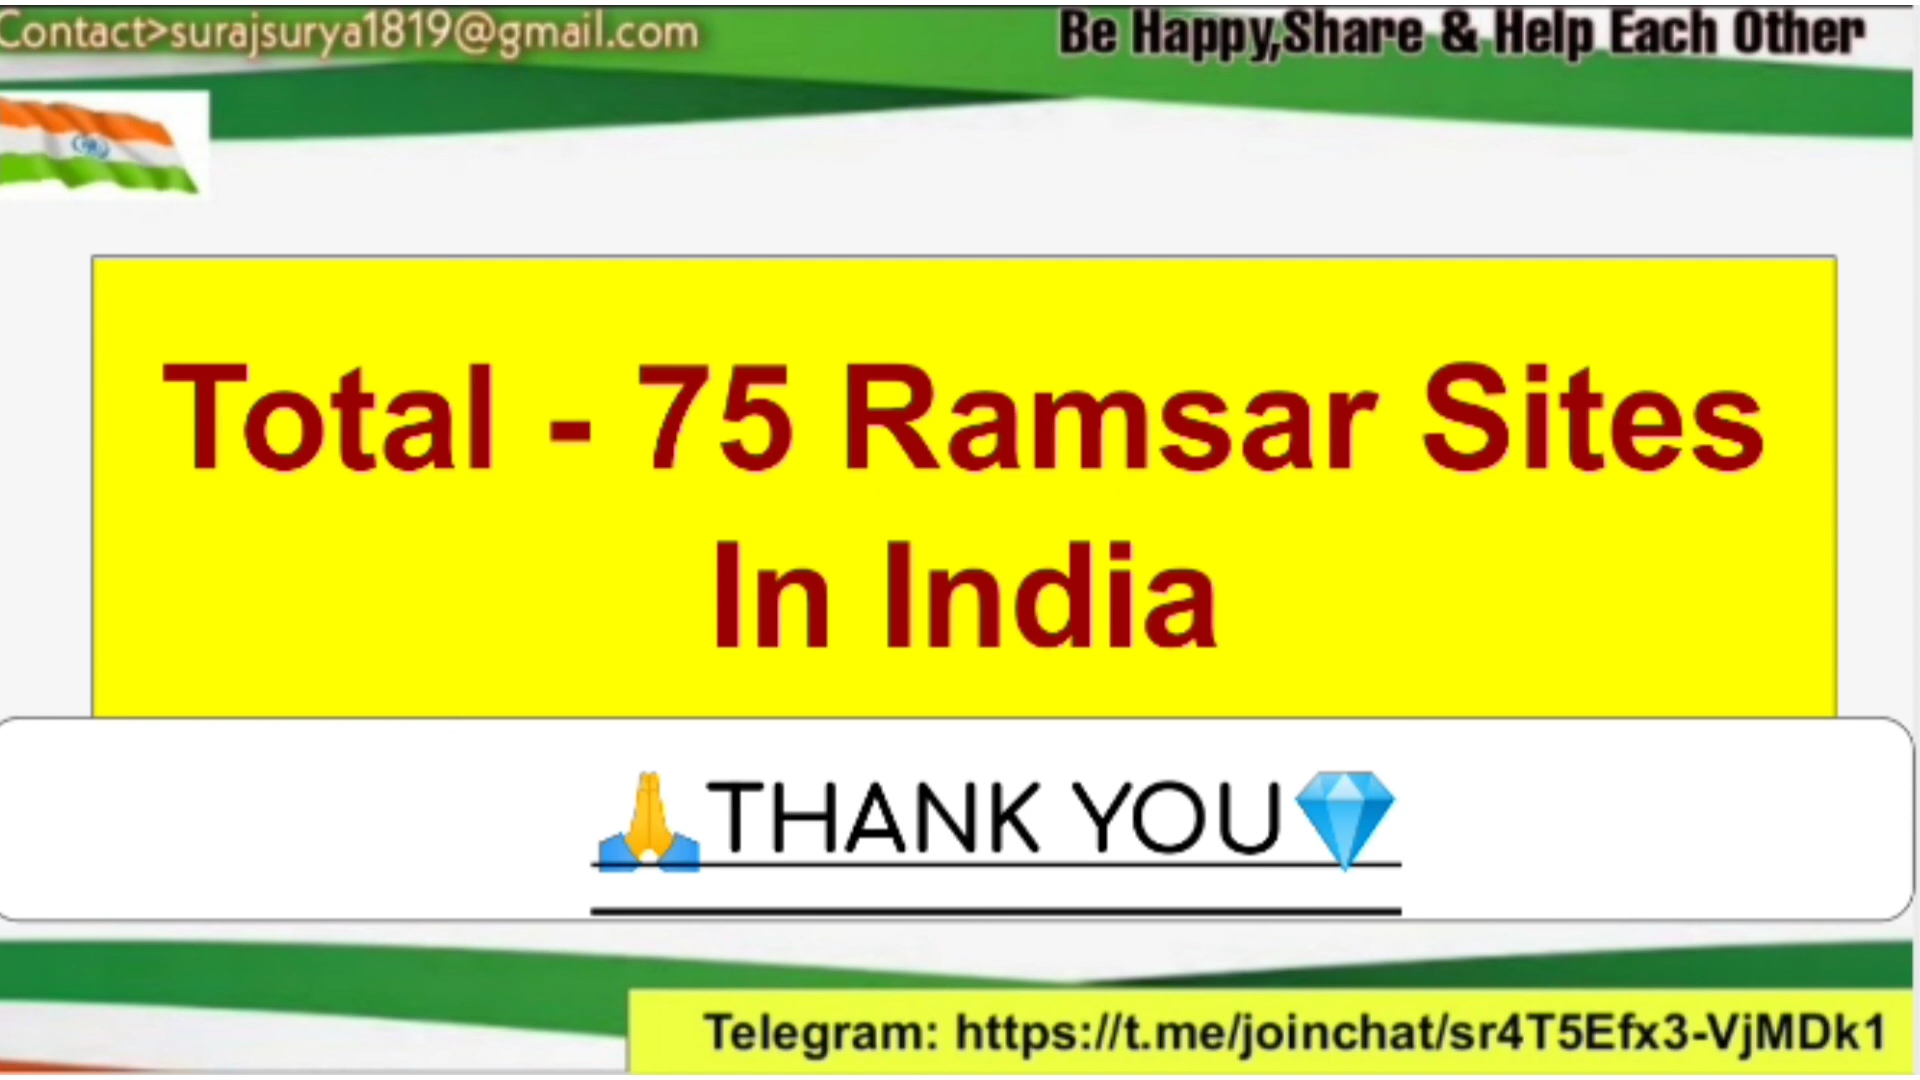 Contact>surajsurya1819@gmail.com
Be Happy,Share & Help Each Other
Total - 75 Ramsar Sites
In India
🙏THANK YOU💎
Telegram: https://t.me/joinchat/sr4T5Efx3-VjMDk1